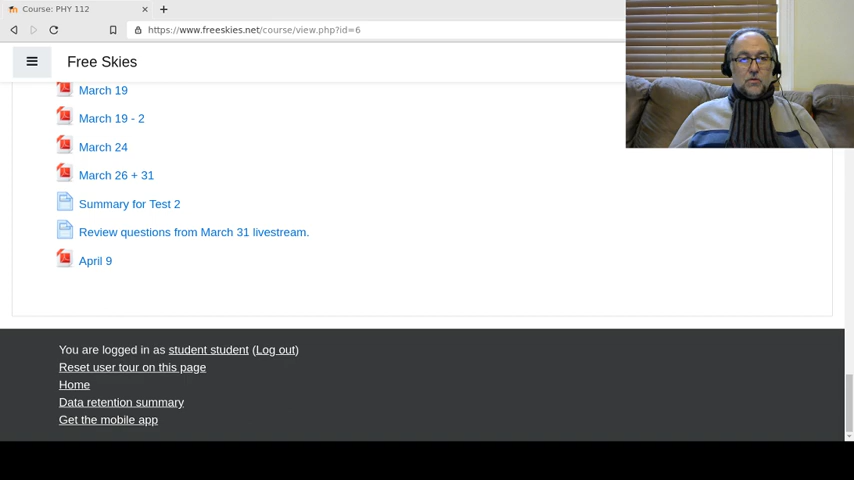 Course: PHY 112
https://www.freeskies.net/course/view.php?id=6
Free Skies
March 19
March 19 - 2
March 24
March 26 + 31
Summary for Test 2
Review questions from March 31 livestream.
April 9
You are logged in as student student (Log out)
Reset user tour on this page
Home
Data retention summary
Get the mobile app